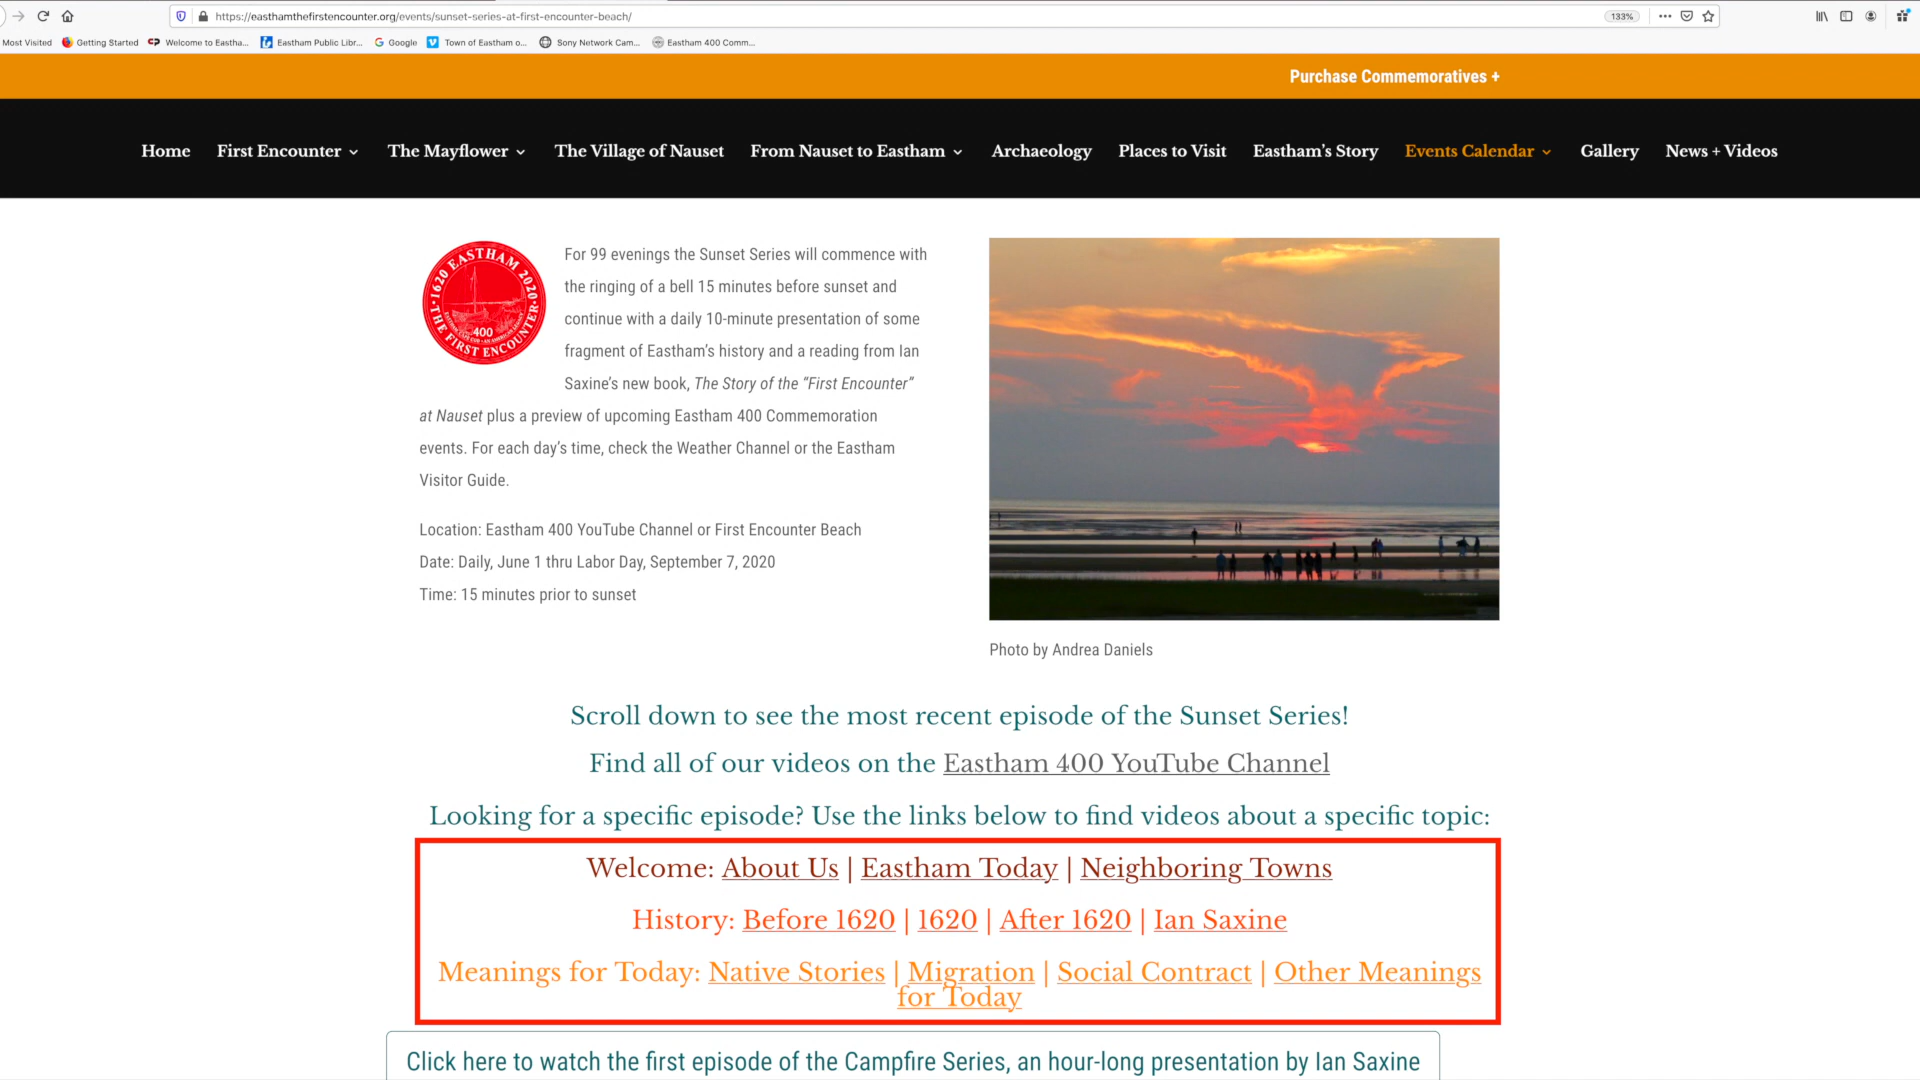 https://easthamthefirstencounter.org/events/sunset-series-at-first-encounter-beach/
133%
Most Visited
Getting Started
Welcome to Eastha...
Eastham Public Libr...
Google
Town of Eastham o...
Sony Network Cam...
Eastham 400 Comm...
Purchase Commemoratives +
Home
First Encounter
The Mayflower
The Village of Nauset
From Nauset to Eastham
Archaeology
Places to Visit
Eastham's Story
Events Calendar
Gallery
News + Videos
1620 EASTHAM 2020
400
THE FIRST ENCOUNTER
For 99 evenings the Sunset Series will commence with
the ringing of a bell 15 minutes before sunset and
continue with a daily 10-minute presentation of some
fragment of Eastham's history and a reading from Ian
Saxine's new book, The Story of the "First Encounter"
at Nauset plus a preview of upcoming Eastham 400 Commemoration
events. For each day's time, check the Weather Channel or the Eastham
Visitor Guide.
Location: Eastham 400 YouTube Channel or First Encounter Beach
Date: Daily, June 1 thru Labor Day, September 7, 2020
Time: 15 minutes prior to sunset
Photo by Andrea Daniels
Scroll down to see the most recent episode of the Sunset Series!
Find all of our videos on the Eastham 400 YouTube Channel
Looking for a specific episode? Use the links below to find videos about a specific topic:
Welcome: About Us | Eastham Today | Neighboring Towns
History: Before 1620 | 1620 | After 1620 | Ian Saxine
Meanings for Today: Native Stories | Migration | Social Contract | Other Meanings
for Today
Click here to watch the first episode of the Campfire Series, an hour-long presentation by Ian Saxine